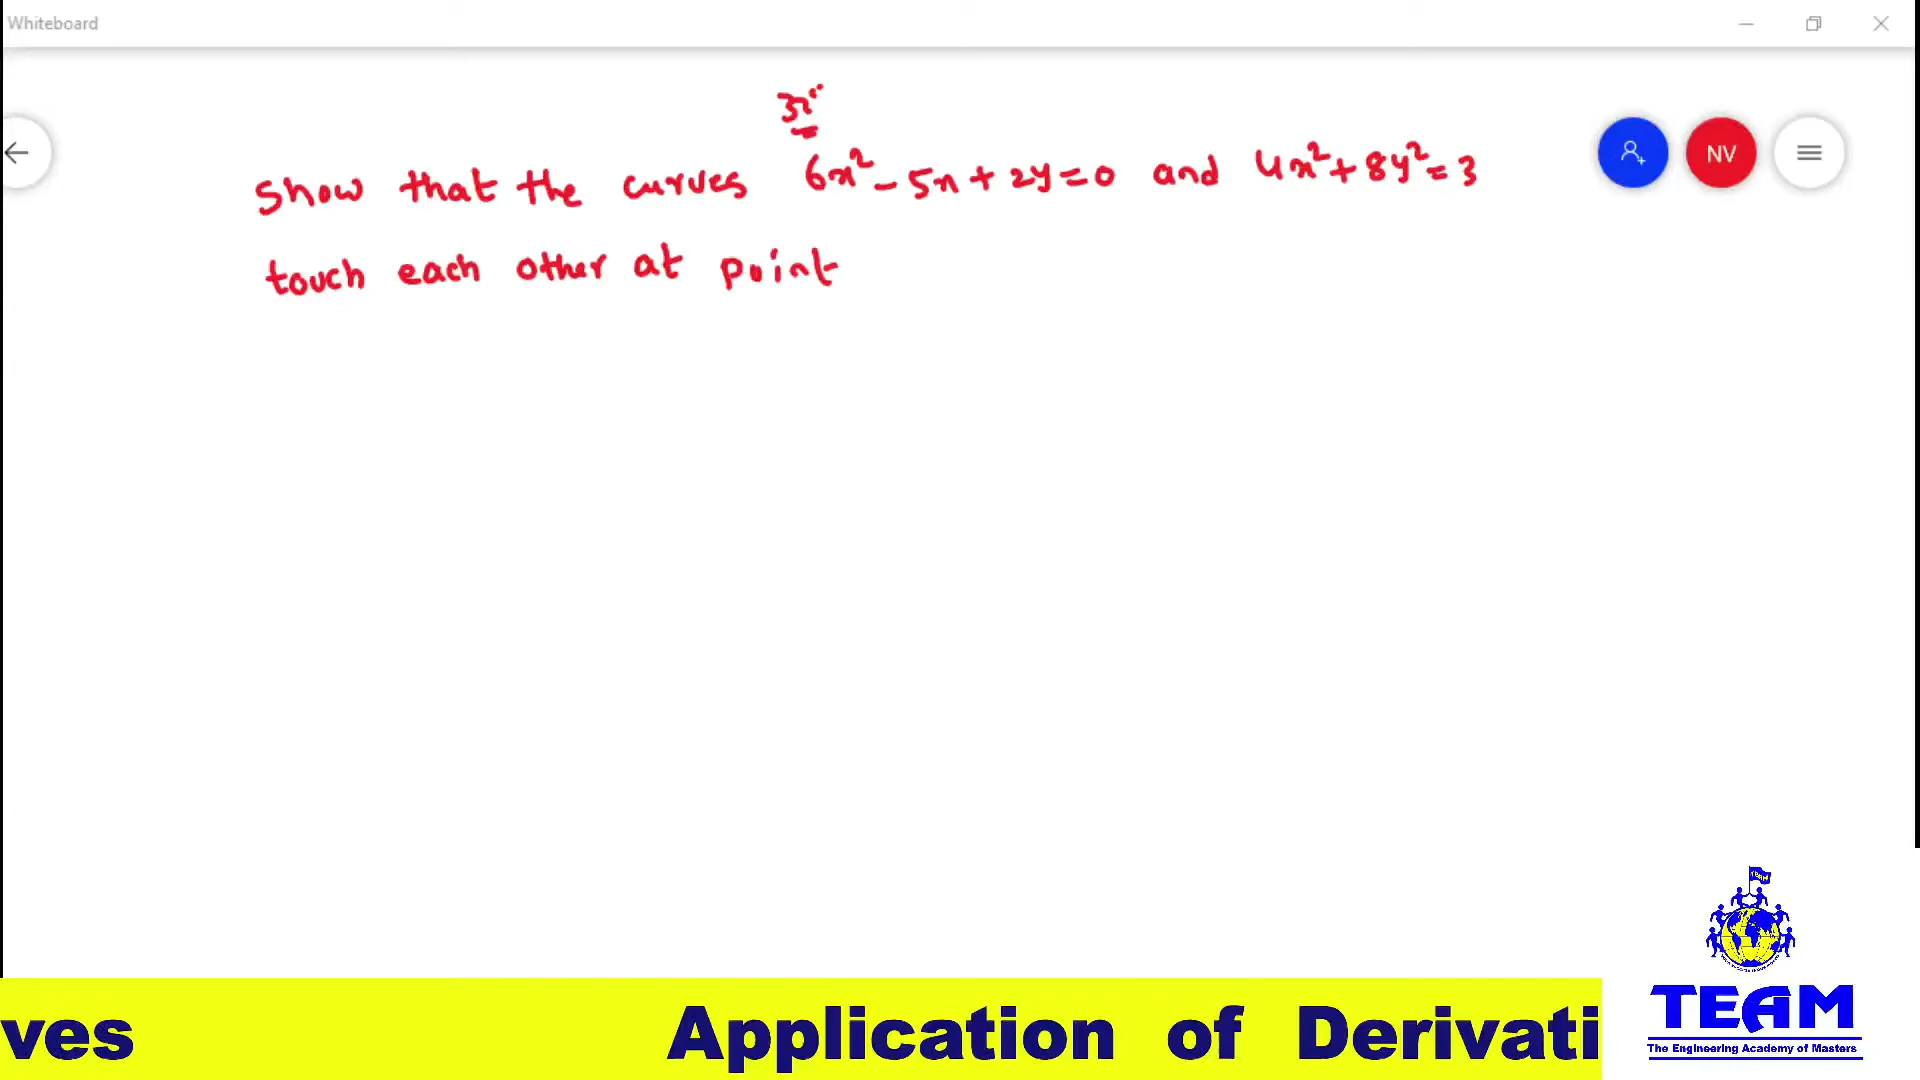 Whiteboard
show that the curves 6x² - 5x + 2y = 0 and 4x² + 8y² = 3
touch each other at point
NV
TEAM
The Engineering Academy of Masters
ves Application of Derivati